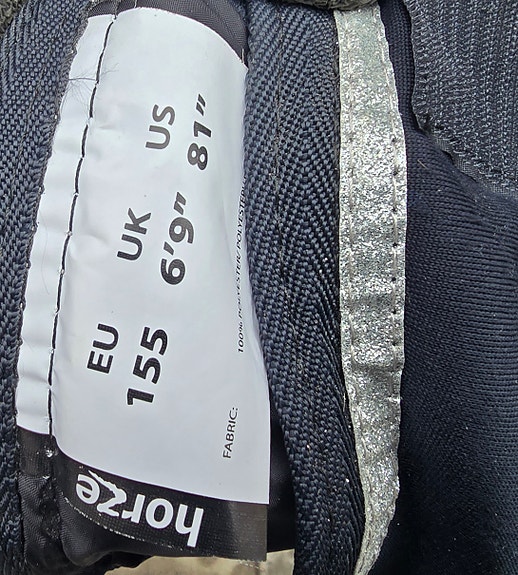 EU UK US
155 6'9" 81"
FABRIC: 100% POLYESTER/POLYESTER
horze